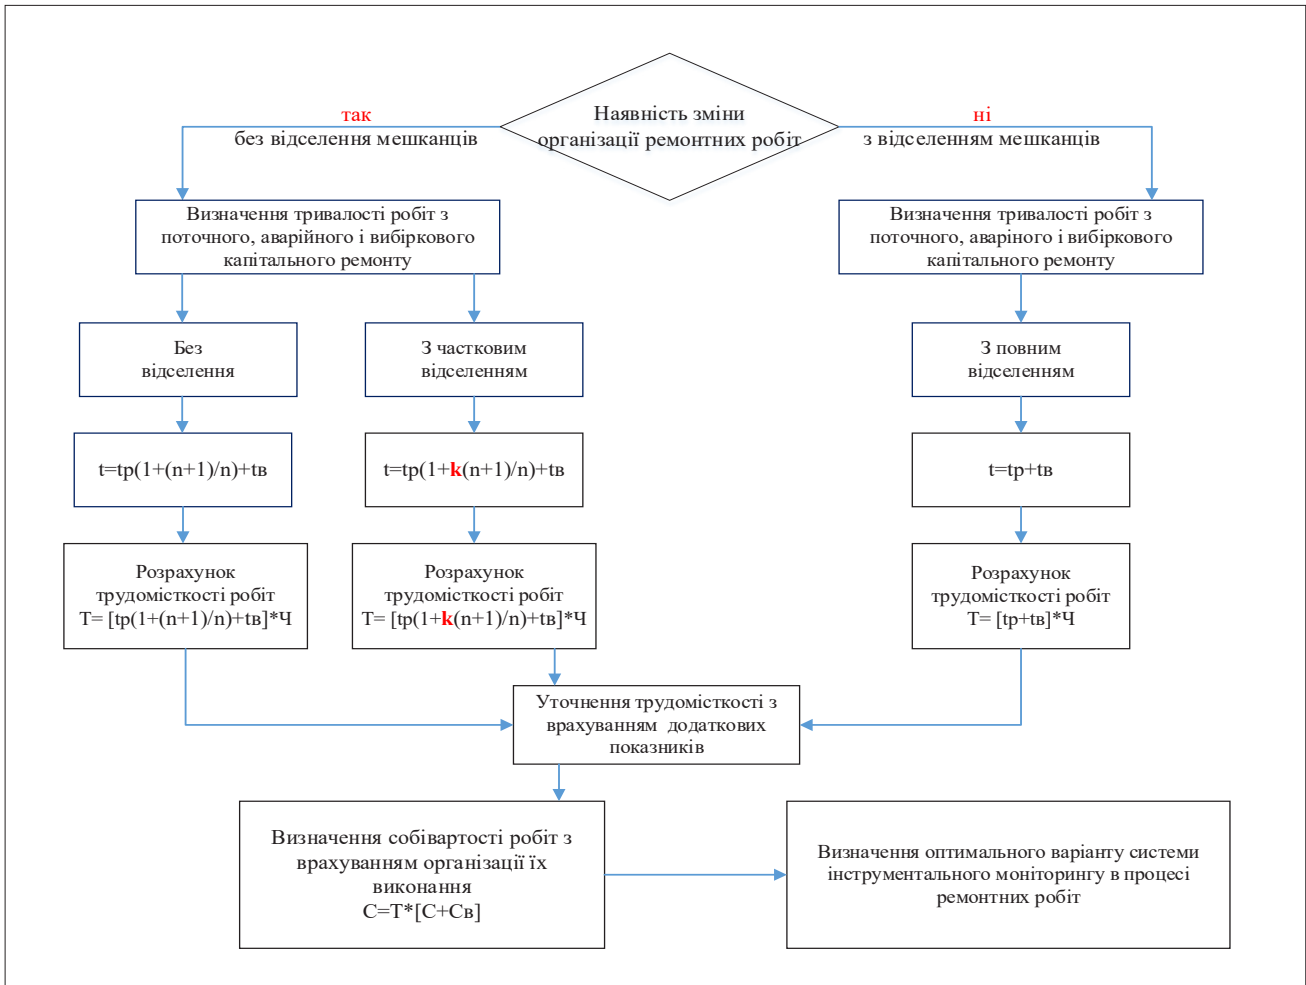 Наявність зміни
організації ремонтних робіт
так
без відселення мешканців
ні
з відселенням мешканців
Визначення тривалості робіт з
поточного, аварійного і вибіркового
капітального ремонту
Визначення тривалості робіт з
поточного, аваріного і вибіркового
капітального ремонту
Без
відселення
З частковим
відселенням
З повним
відселенням
t=tр(1+(n+1)/n)+tв
t=tр(1+k(n+1)/n)+tв
t=tр+tв
Розрахунок
трудомісткості робіт
Т= [tр(1+(n+1)/n)+tв]*Ч
Розрахунок
трудомісткості робіт
Т= [tр(1+k(n+1)/n)+tв]*Ч
Розрахунок
трудомісткості робіт
Т= [tр+tв]*Ч
Уточнення трудомісткості з
врахуванням додаткових
показників
Визначення собівартості робіт з
врахуванням організації їх
виконання
С=Т*[С+Св]
Визначення оптимального варіанту системи
інструментального моніторингу в процесі
ремонтних робіт